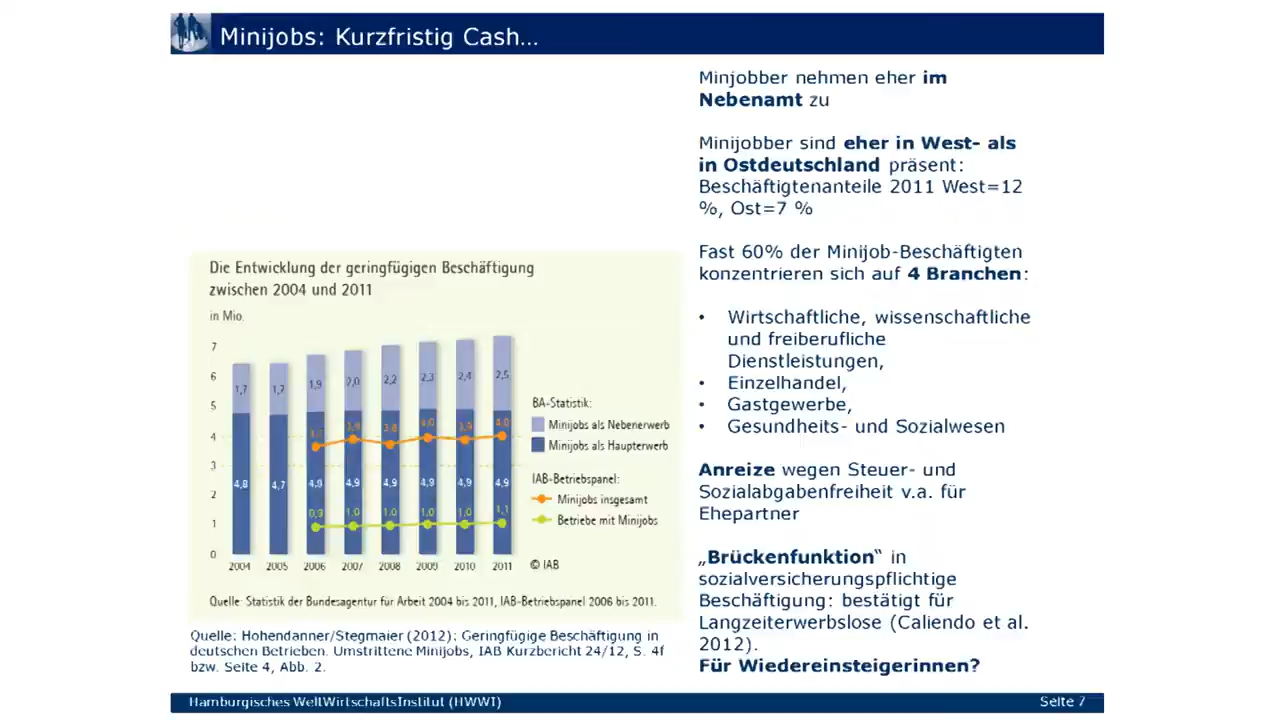 Minijobs: Kurzfristig Cash...
Minjobber nehmen eher im
Nebenamt zu
Minijobber sind eher in West- als
in Ostdeutschland präsent:
Beschäftigtenanteile 2011 West=12
%, Ost=7 %
Fast 60% der Minijob-Beschäftigten
konzentrieren sich auf 4 Branchen:
• Wirtschaftliche, wissenschaftliche
und freiberufliche
Dienstleistungen,
• Einzelhandel,
• Gastgewerbe,
• Gesundheits- und Sozialwesen
Anreize wegen Steuer- und
Sozialabgabenfreiheit v.a. für
Ehepartner
„Brückenfunktion“ in
sozialversicherungspflichtige
Beschäftigung: bestätigt für
Langzeiterwerbslose (Caliendo et al.
2012).
Für Wiedereinsteigerinnen?
Die Entwicklung der geringfügigen Beschäftigung
zwischen 2004 und 2011
in Mio.
7
6
5
4
3
2
1
0
1,7 1,7 1,9 2,0 2,2 2,3 2,4 2,5
3,9 3,8 4,0 3,9 4,0
4,8 4,7 4,9 4,9 4,9 4,9 4,9
0,9 1,0 1,0 1,0 1,0 1,1
2004 2005 2006 2007 2008 2009 2010 2011
BA-Statistik:
Minijobs als Nebenerwerb
Minijobs als Haupterwerb
IAB-Betriebspanel:
Minijobs insgesamt
Betriebe mit Minijobs
© IAB
Quelle: Statistik der Bundesagentur für Arbeit 2004 bis 2011, IAB-Betriebspanel 2006 bis 2011.
Quelle: Hohendanner/Stegmaier (2012): Geringfügige Beschäftigung in
deutschen Betrieben. Umstrittene Minijobs, IAB Kurzbericht 24/12, S. 4f
bzw. Seite 4, Abb. 2.
Hamburgisches WeltWirtschaftsInstitut (HWWI)
Seite 7